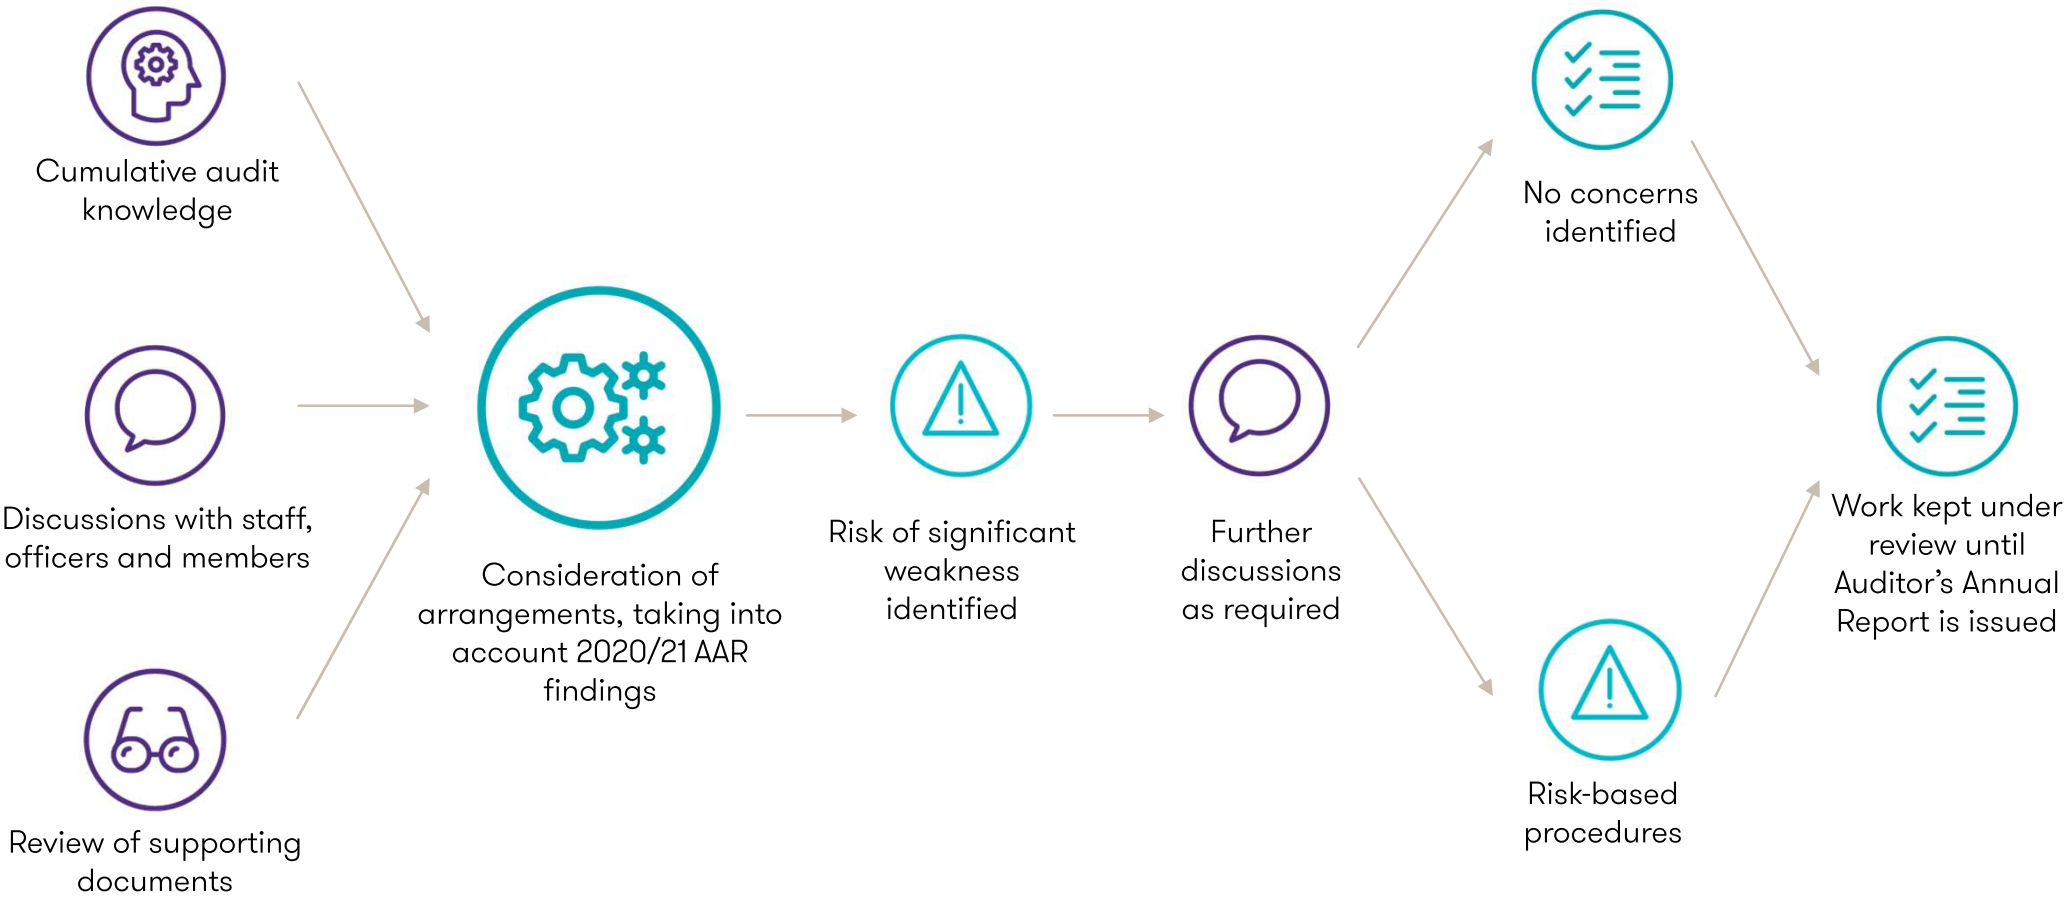 Cumulative audit
knowledge
Discussions with staff,
officers and members
Review of supporting
documents
Consideration of
arrangements, taking into
account 2020/21 AAR
findings
Risk of significant
weakness
identified
Further
discussions
as required
No concerns
identified
Risk-based
procedures
Work kept under
review until
Auditor’s Annual
Report is issued